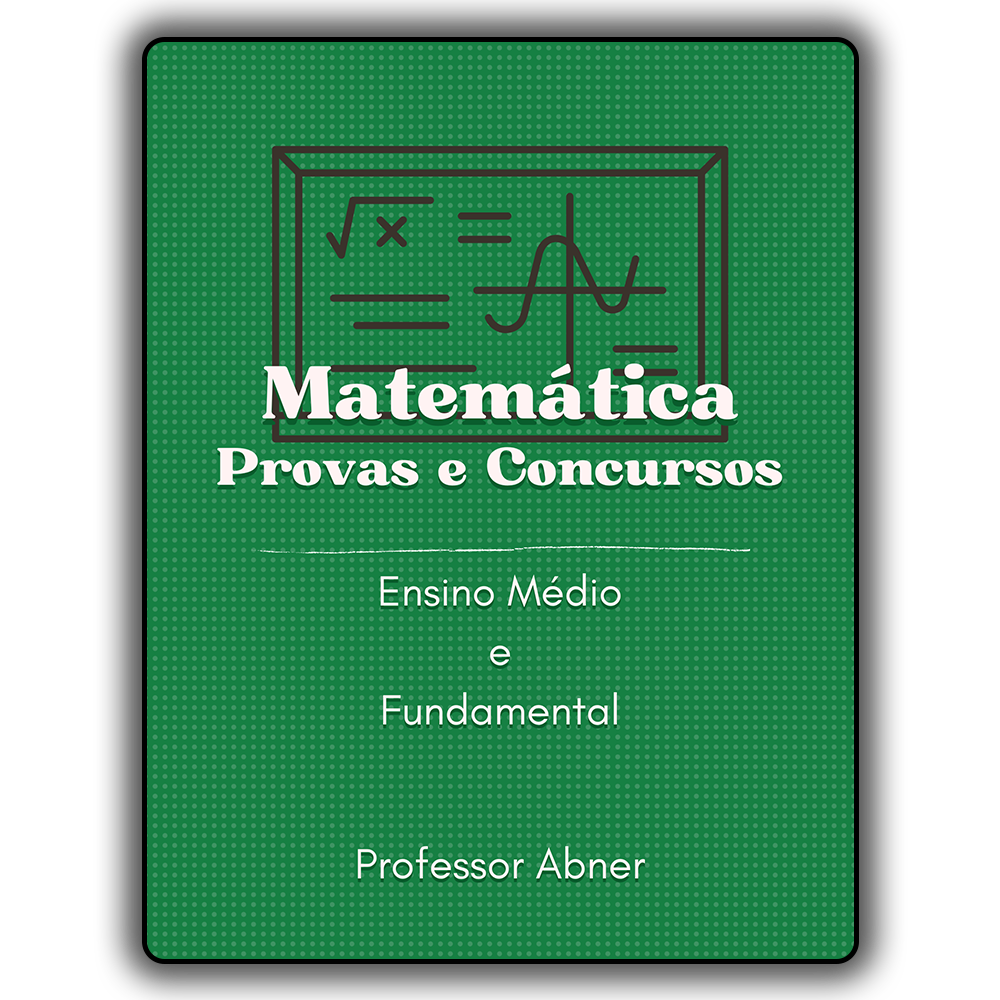 √x =
Matemática
Provas e Concursos
Ensino Médio
e
Fundamental
Professor Abner